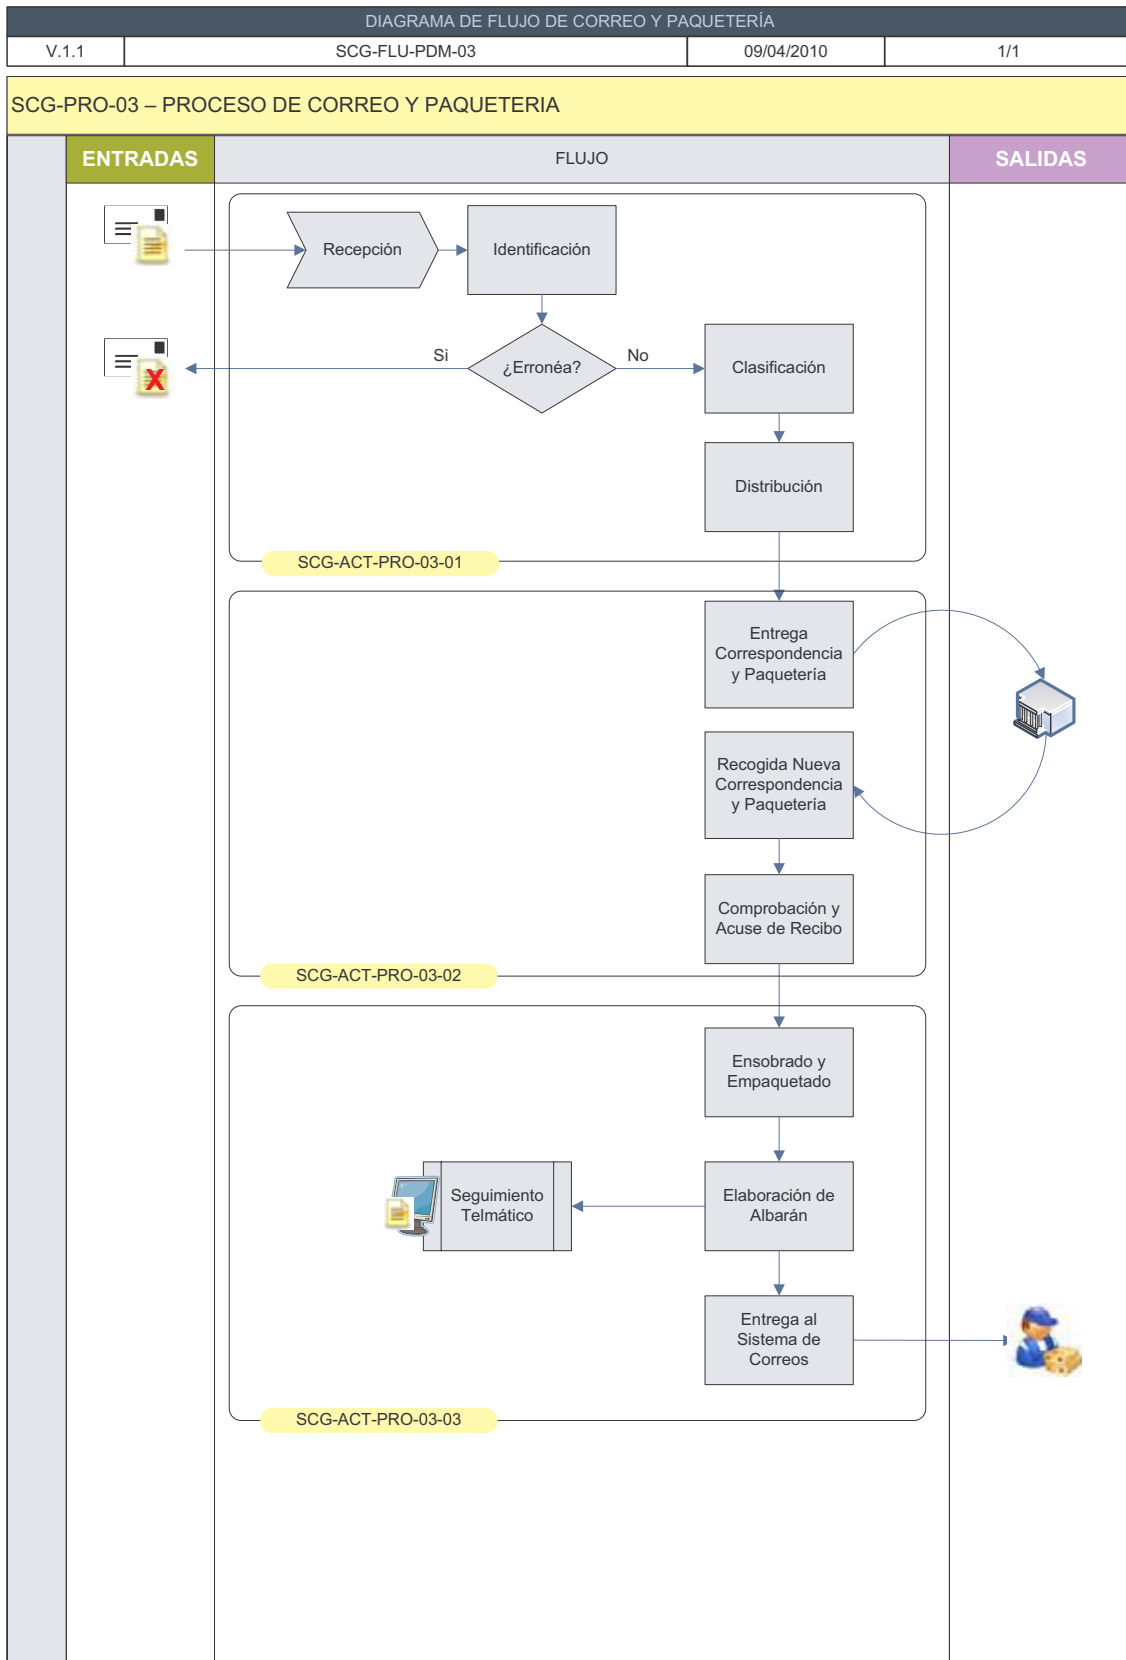 DIAGRAMA DE FLUJO DE CORREO Y PAQUETERÍA
V.1.1
SCG-FLU-PDM-03
09/04/2010
1/1
SCG-PRO-03 – PROCESO DE CORREO Y PAQUETERIA
ENTRADAS
FLUJO
SALIDAS
Recepción
Identificación
Si
¿Erronéa?
No
Clasificación
Distribución
SCG-ACT-PRO-03-01
Entrega
Correspondencia
y Paquetería
Recogida Nueva
Correspondencia
y Paquetería
Comprobación y
Acuse de Recibo
SCG-ACT-PRO-03-02
Ensobrado y
Empaquetado
Seguimiento
Telmático
Elaboración de
Albarán
Entrega al
Sistema de
Correos
SCG-ACT-PRO-03-03